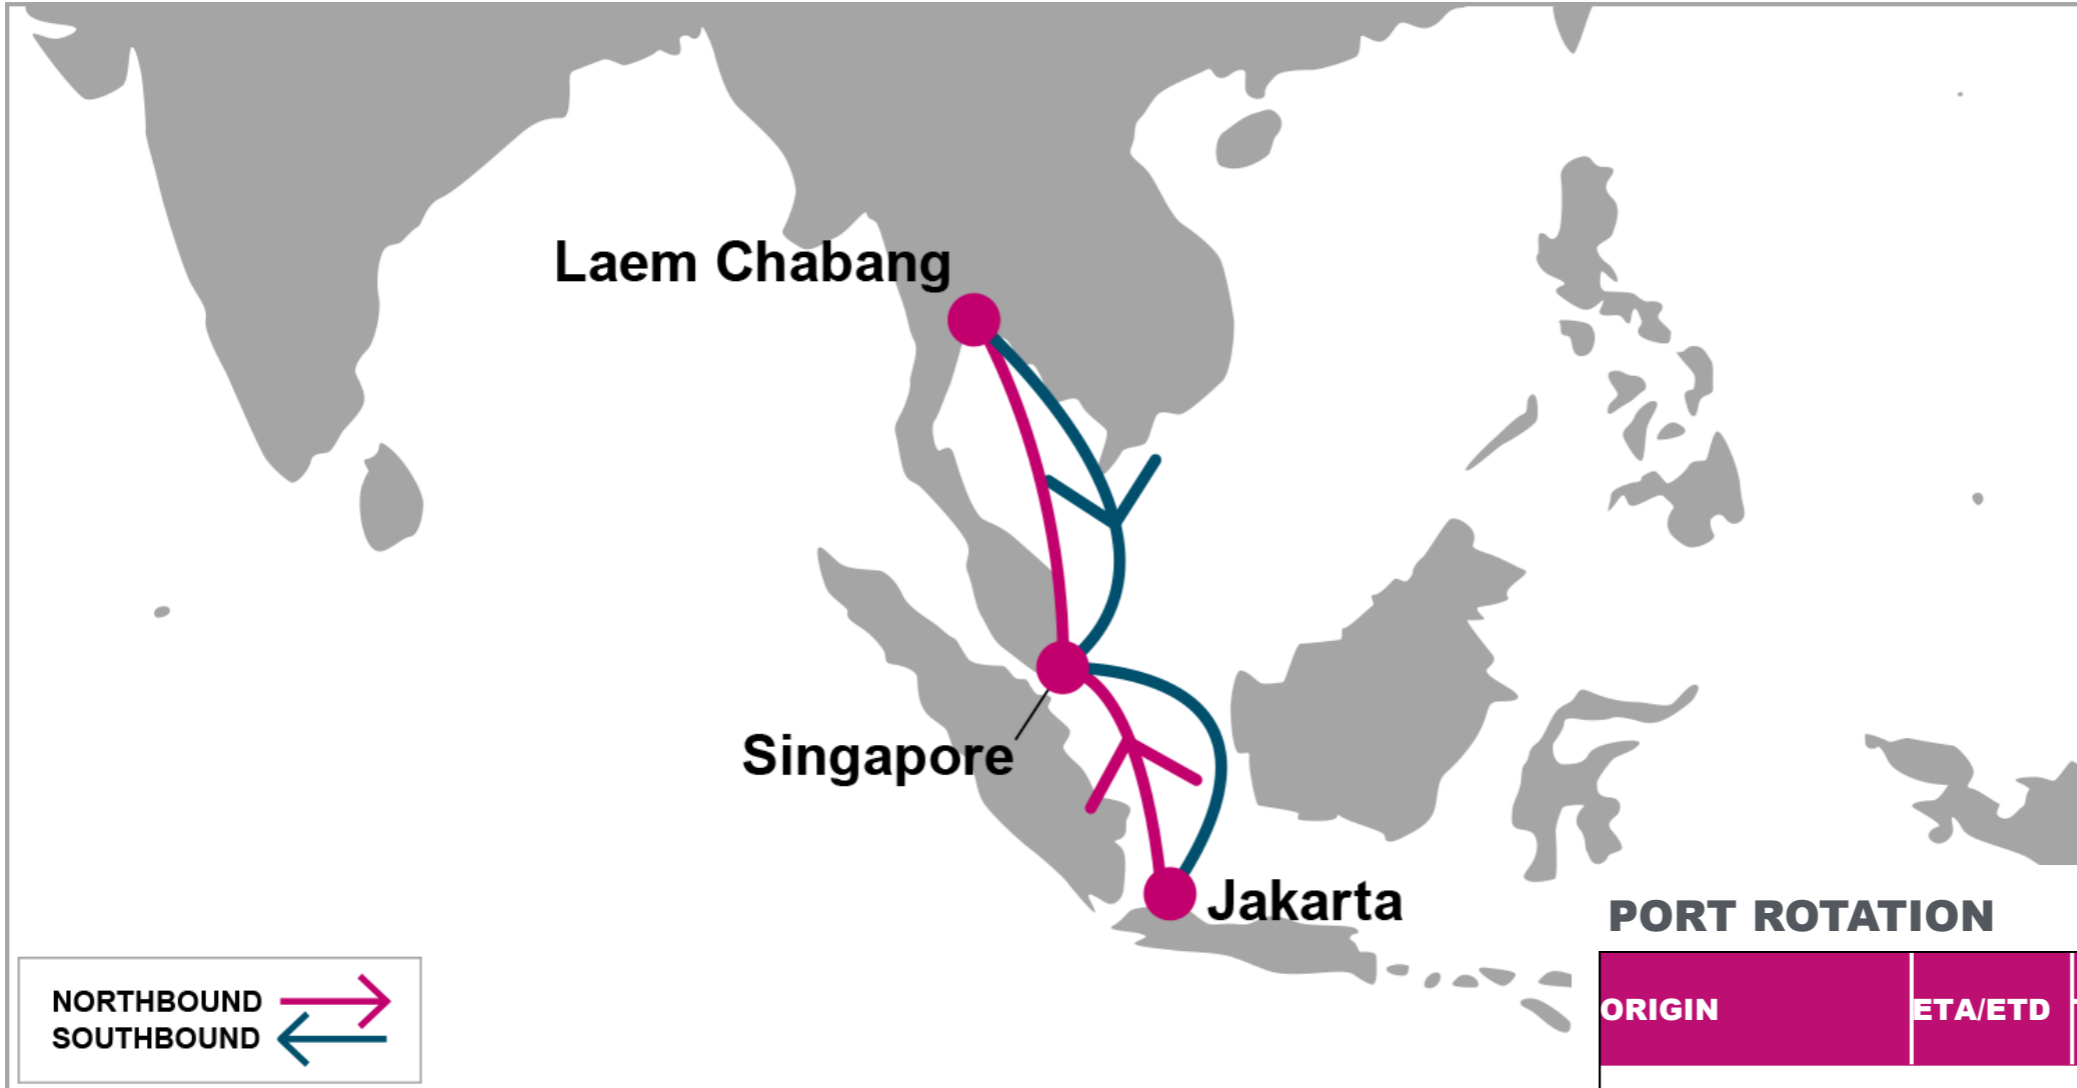 Laem Chabang
Singapore
Jakarta
PORT ROTATION
ORIGIN
ETA/ETD
NORTHBOUND
SOUTHBOUND